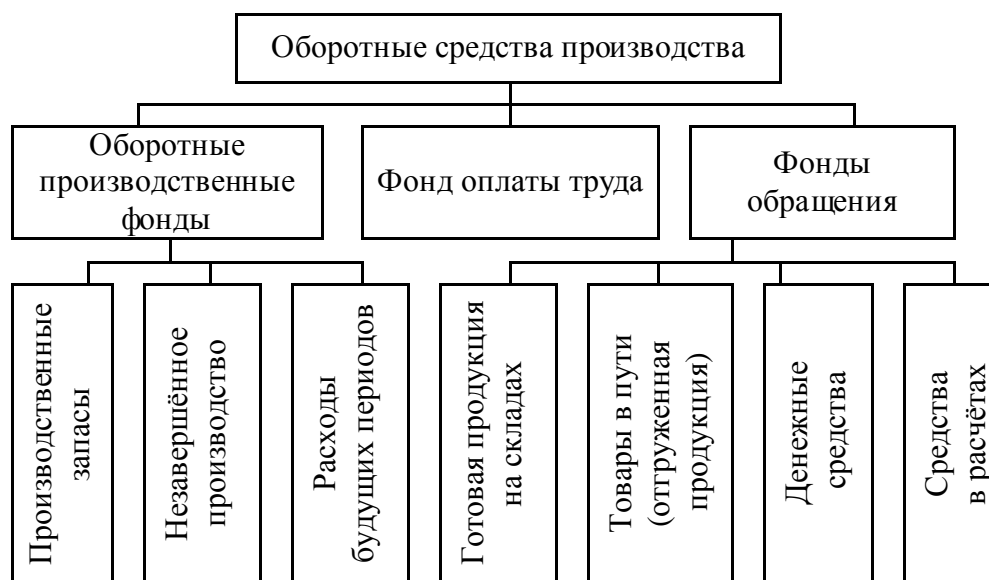 Оборотные средства производства
Оборотные
производственные
фонды
Фонд оплаты труда
Фонды
обращения
Производственные
запасы
Незавершённое
производство
Расходы
будущих периодов
Готовая продукция
на складах
Товары в пути
(отгруженная
продукция)
Денежные
средства
Средства
в расчётах